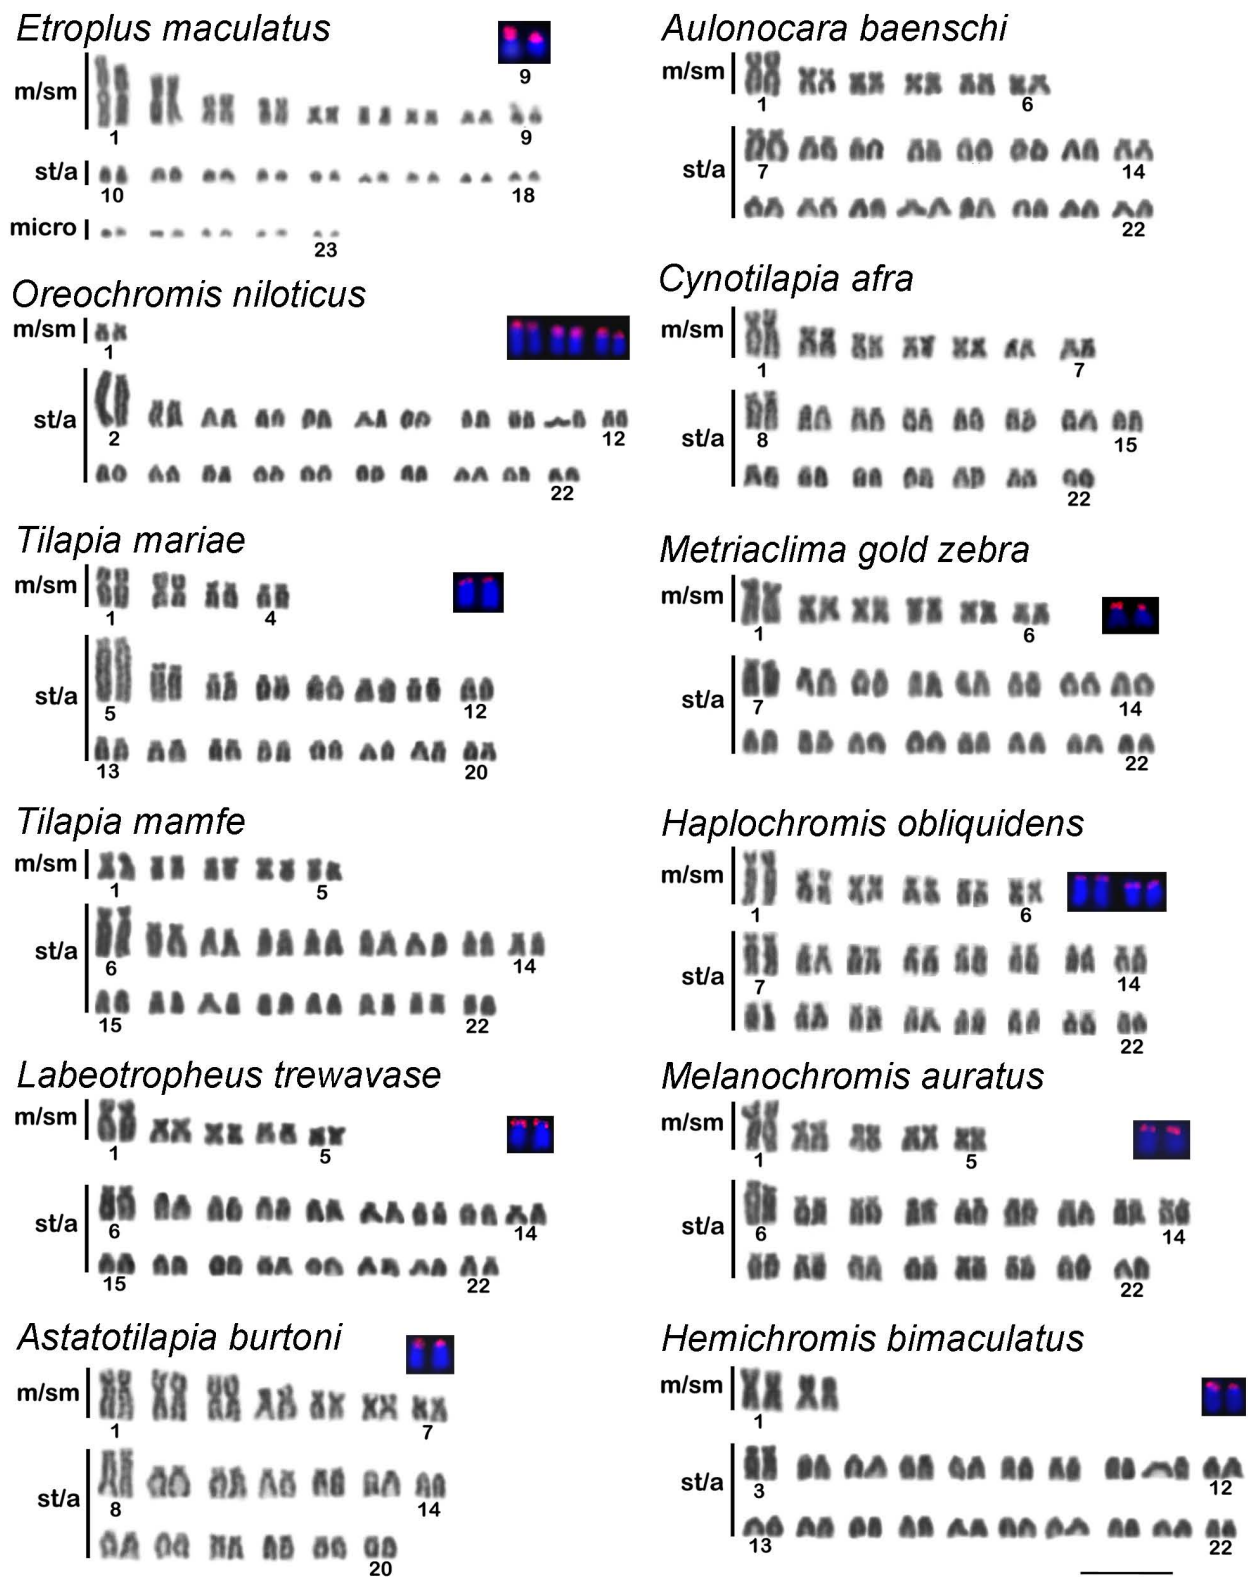 Etroplus maculatus
9
m/sm
1
9
st/a
10
18
micro
23
Oreochromis niloticus
m/sm
1
st/a
2
12
22
Tilapia mariae
m/sm
1
4
st/a
5
12
13
20
Tilapia mamfe
m/sm
1
5
st/a
6
14
15
22
Labeotropheus trewavase
m/sm
1
5
st/a
6
14
15
22
Astatotilapia burtoni
m/sm
1
7
st/a
8
14
20
Aulonocara baenschi
m/sm
1
6
st/a
7
14
22
Cynotilapia afra
m/sm
1
7
st/a
8
15
22
Metriaclima gold zebra
m/sm
1
6
st/a
7
14
22
Haplochromis obliquidens
m/sm
1
6
st/a
7
14
22
Melanochromis auratus
m/sm
1
5
st/a
6
14
22
Hemichromis bimaculatus
m/sm
1
st/a
3
12
13
22